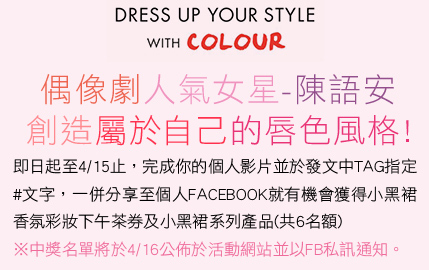 DRESS UP YOUR STYLE
WITH COLOUR
偶像劇人氣女星-陳語安
創造屬於自己的唇色風格!
即日起至4/15止，完成你的個人影片並於發文中TAG指定
#文字，一併分享至個人FACEBOOK就有機會獲得小黑裙
香氛彩妝下午茶券及小黑裙系列產品(共6名額)
※中獎名單將於4/16公佈於活動網站並以FB私訊通知。